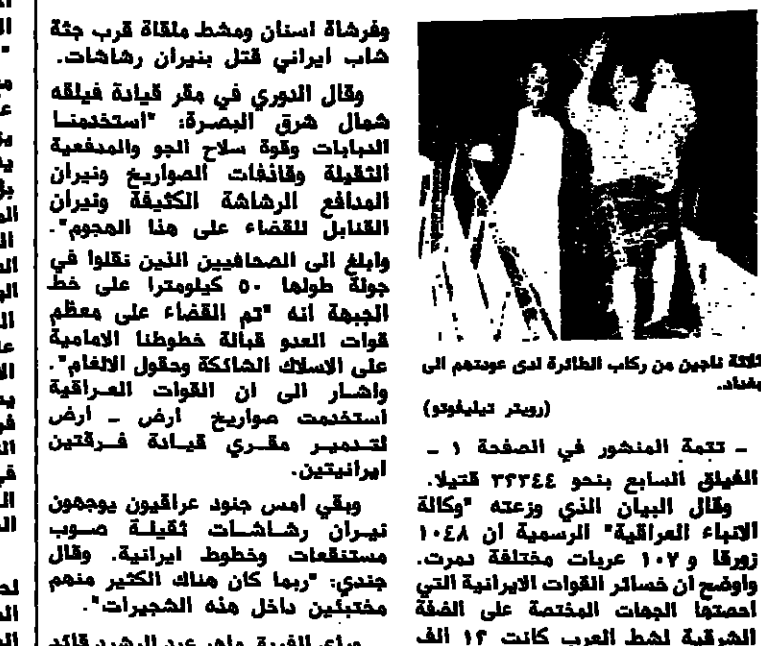 ثلاثة ناجين من ركاب الطائرة لدى عودتهم الى
بغداد.
(رويتر تيليفوتو)
ـ تتمة المنشور في الصفحة ١ ـ
الفيلق السابع بنحو ٢٣٣٤٤ قتيلا.
وقال البيان الذي وزعته "وكالة
الانباء العراقية" الرسمية ان ١٠٤٨
زورقا و ١٠٧ عربات مختلفة دمرت.
واوضح ان خسائر القوات الايرانية التي
احصتها الجهات المختصة على الضفة
الشرقية لشط العرب كانت ١٢ الف
وفرشاة اسنان ومشط ملقاة قرب جثة
شاب ايراني قتل بنيران رشاشات.
وقال الدوري في مقر قيادة فيلقه
شمال شرق البصرة: "استخدمنا
الدبابات وقوة سلاح الجو والمدفعية
الثقيلة وقاذفات الصواريخ ونيران
المدافع الرشاشة الكثيفة ونيران
القنابل للقضاء على هذا الهجوم".
وابلغ الى الصحافيين الذين نقلوا في
جولة طولها ٥٠ كيلومترا على خط
الجبهة انه "تم القضاء على معظم
قوات العدو قبالة خطوطنا الامامية
على الاسلاك الشائكة وحقول الالغام".
واشار الى ان القوات العراقية
استخدمت صواريخ ارض ـ ارض
لتدمير مقري قيادة فرقتين
ايرانيتين.
وبقي امس جنود عراقيون يوجهون
نيران رشاشات ثقيلة صوب
مستنقعات وخطوط ايرانية. وقال
جندي: "ربما كان هناك الكثير منهم
مختبئين داخل هذه الشجيرات".
ماهر عبد الرشيد قائد